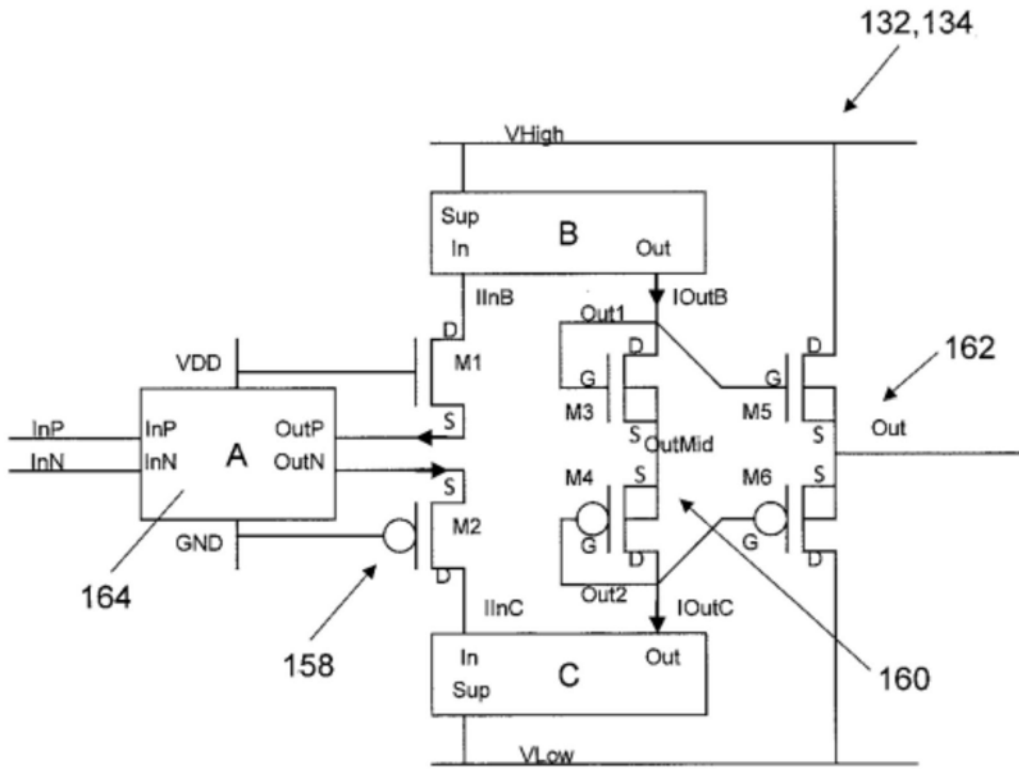 132,134
VHigh
Sup
In
B
Out
IInB
IOutB
Out1
D
M1
S
VDD
InP
InN
InP
InN
A
OutP
OutN
GND
164
S
M2
D
158
D
G
M3
S
OutMid
S
M4
G
D
Out2
D
G
M5
S
162
Out
S
M6
G
D
IInC
IOutC
In
Sup
C
Out
160
VLow